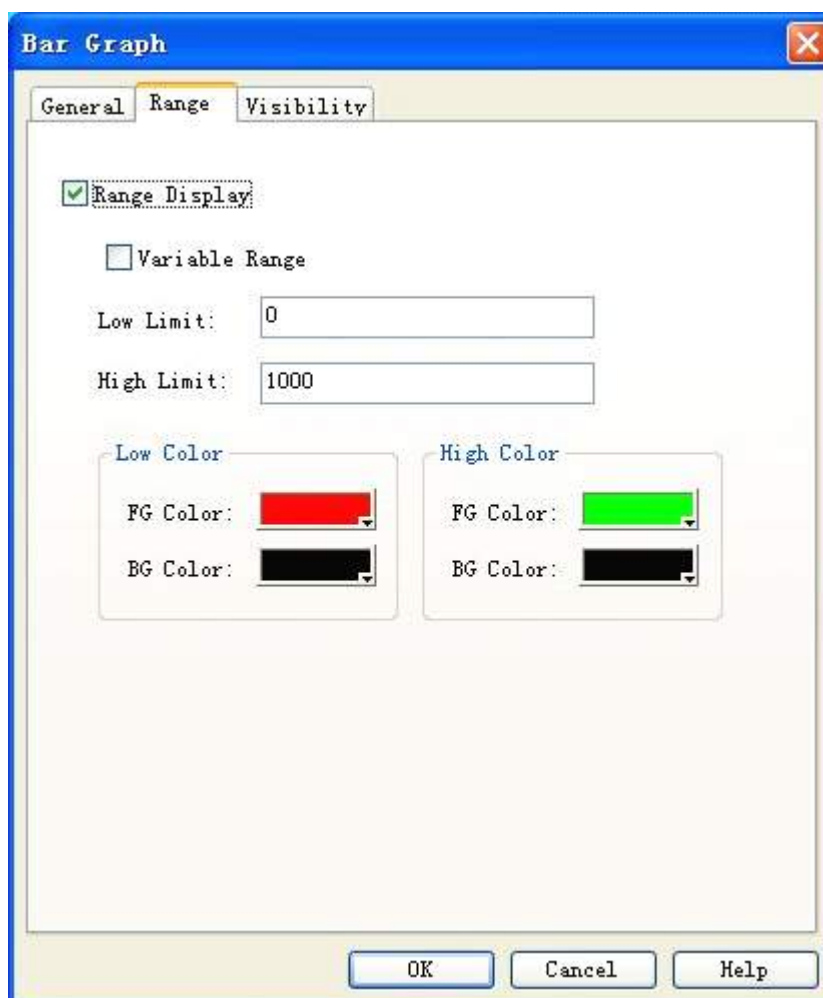 Bar Graph
General Range Visibility
Range Display
Variable Range
Low Limit: 0
High Limit: 1000
Low Color High Color
FG Color: FG Color:
BG Color: BG Color:
OK Cancel Help